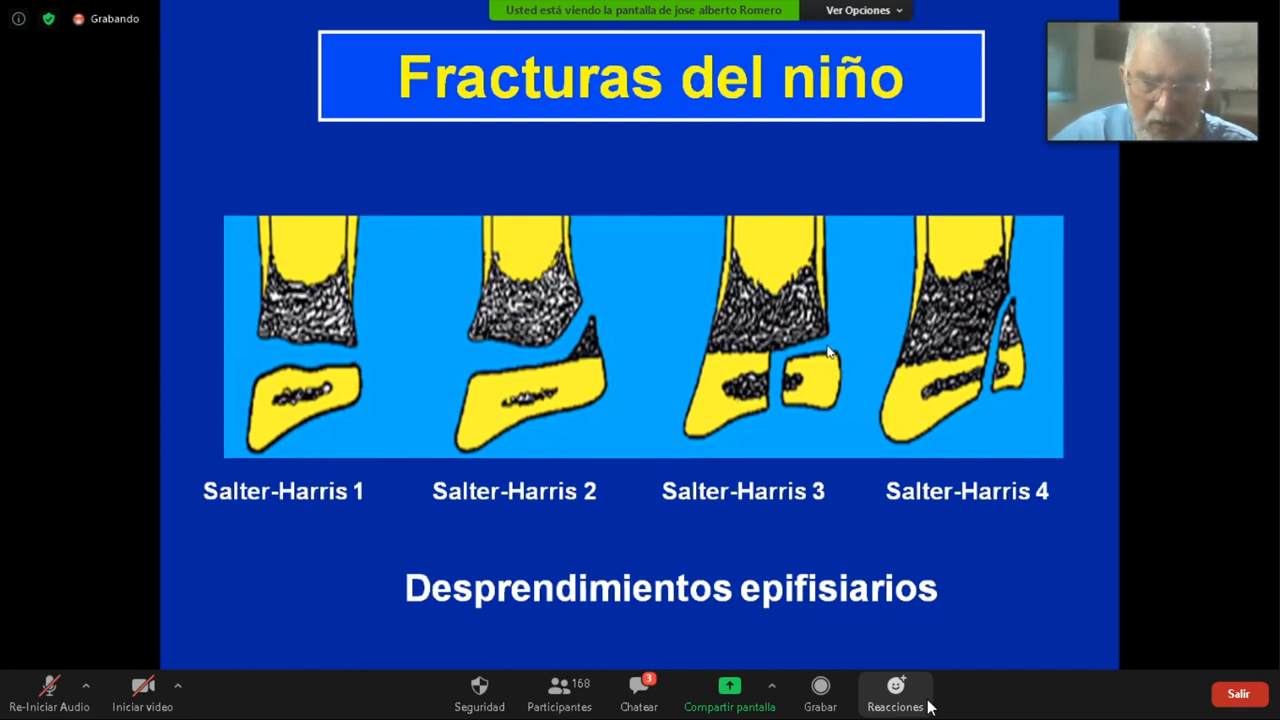 Grabando
Usted está viendo la pantalla de jose alberto Romero
Ver Opciones
Fracturas del niño
Salter-Harris 1
Salter-Harris 2
Salter-Harris 3
Salter-Harris 4
Desprendimientos epifisiarios
Re-Iniciar Audio
Iniciar video
Seguridad
168
Participantes
3
Chatear
Compartir pantalla
Grabar
Reacciones
Salir